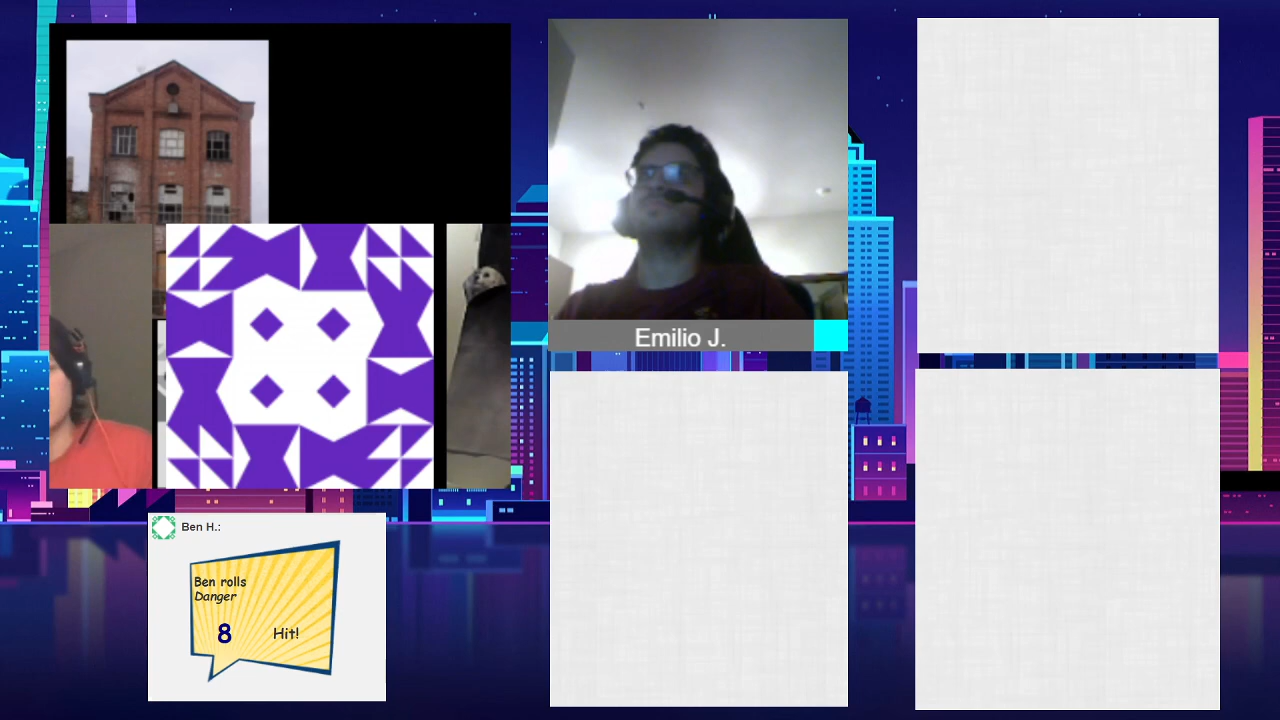 Emilio J.
Ben H.:
Ben rolls
Danger
8 Hit!